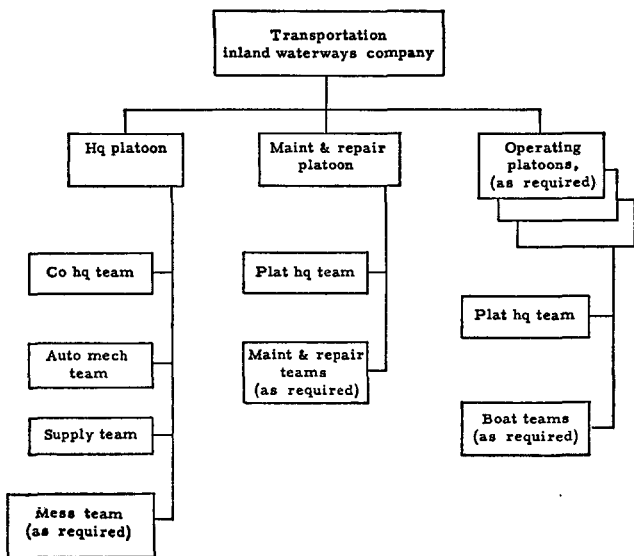 Transportation
inland waterways company
Hq platoon
Maint & repair
platoon
Operating
platoons,
(as required)
Co hq team
Auto mech
team
Supply team
Mess team
(as required)
Plat hq team
Maint & repair
teams
(as required)
Plat hq team
Boat teams
(as required)